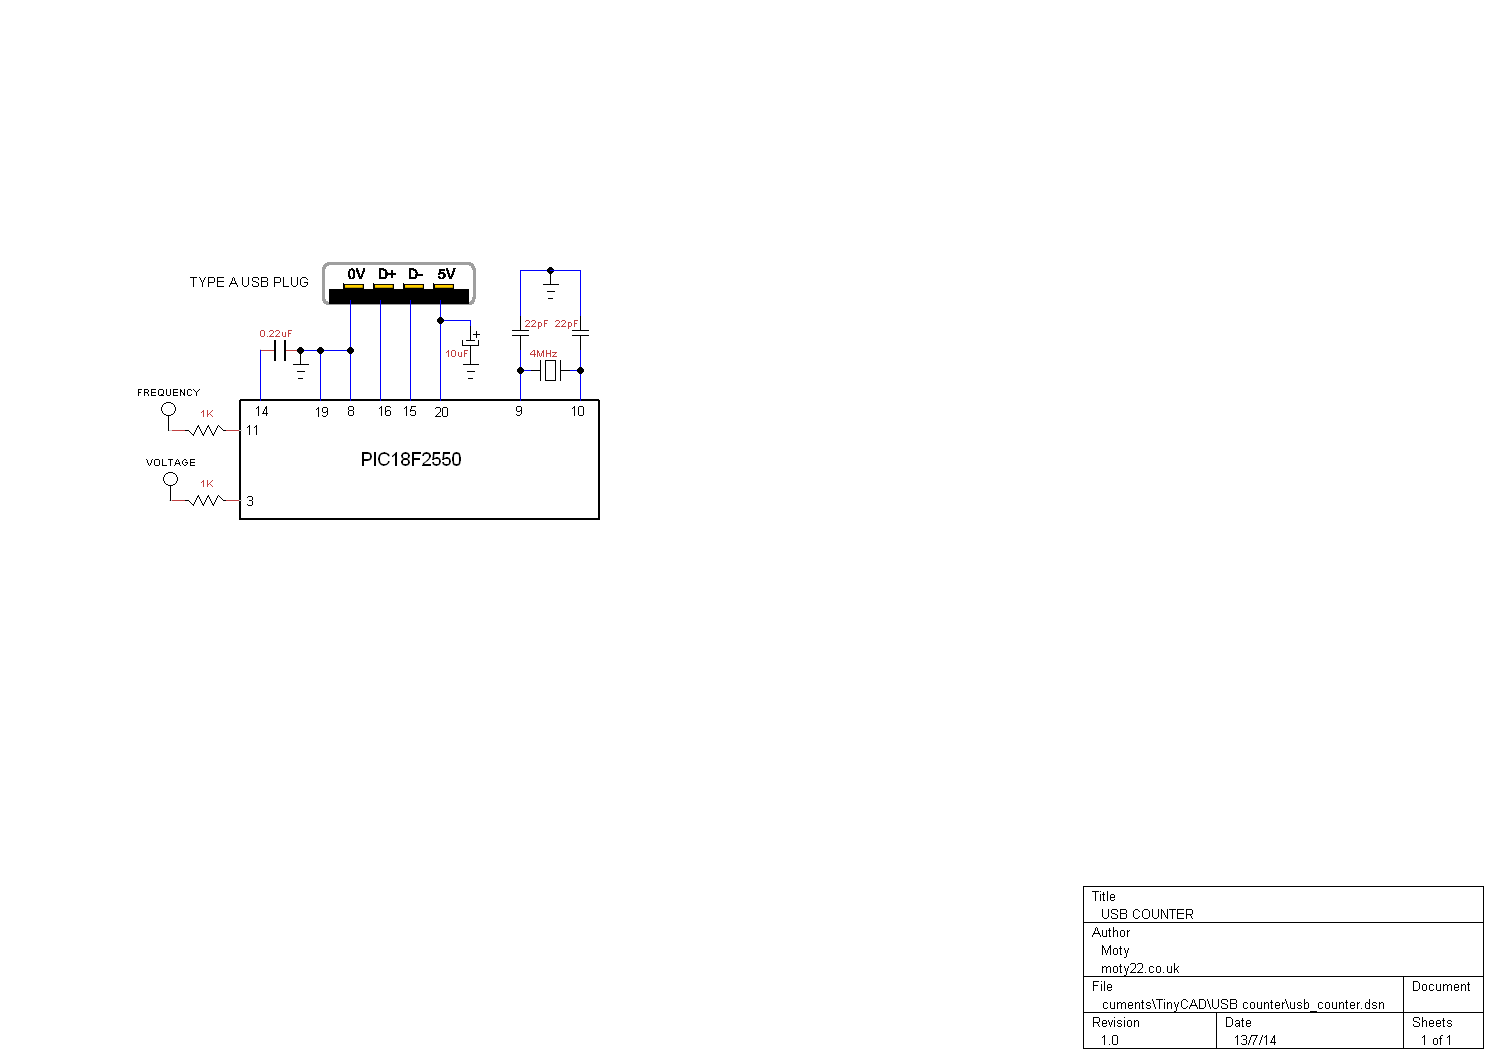 0V D+ D- 5V
TYPE A USB PLUG
22pF 22pF
0.22uF
+
10uF
4MHz
FREQUENCY
1K
14 19 8 16 15 20 9 10
11
PIC18F2550
VOLTAGE
1K
3
Title
USB COUNTER
Author
Moty
moty22.co.uk
File
Document
cuments\TinyCAD\USB counter\usb_counter.dsn
Revision
Date
Sheets
1.0
13/7/14
1 of 1